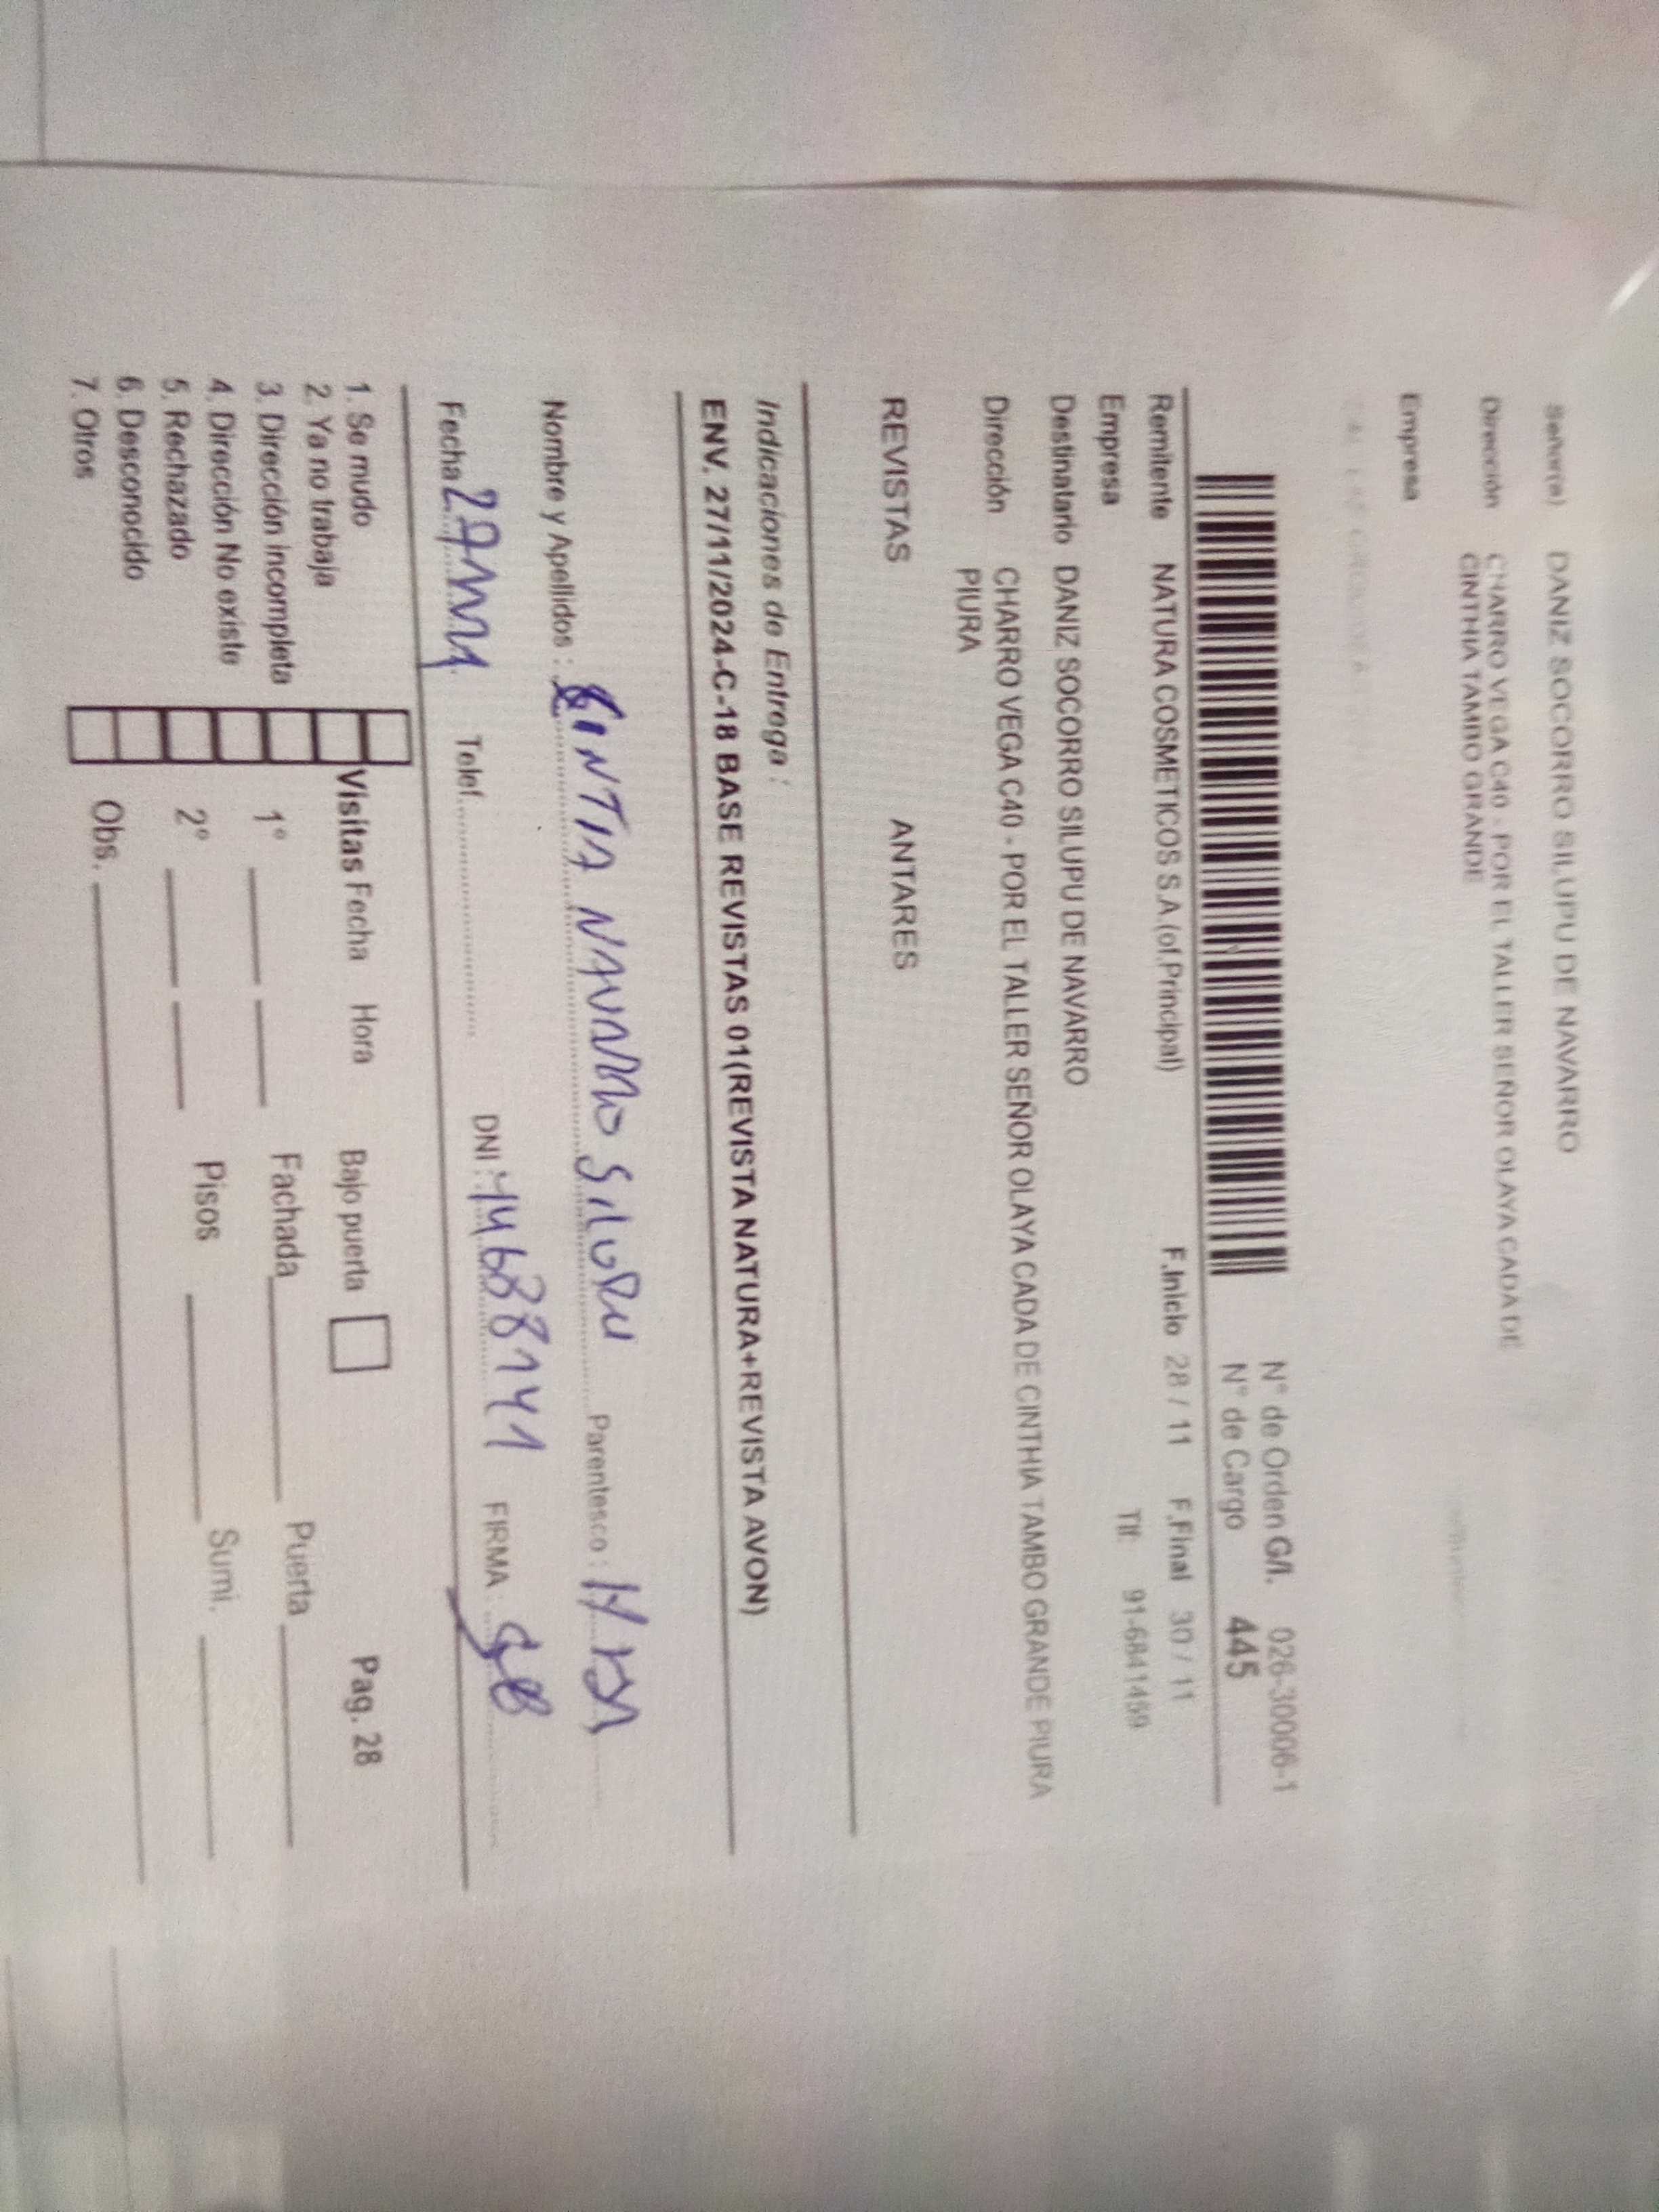 Señor(a) DANIZ SOCORRO SILUPU DE NAVARRO
Dirección CHARRO VEGA C40 - POR EL TALLER SEÑOR OLAYA CADA DE
CINTHIA TAMBO GRANDE
Empresa
N° de Orden G/I. 026-30006-1
N° de Cargo 445
Remitente NATURA COSMETICOS S.A (of.Principal) F.Inicio 28 / 11 F.Final 30 / 11
Empresa Tlf: 91-6841459
Destinatario DANIZ SOCORRO SILUPU DE NAVARRO
Dirección CHARRO VEGA C40 - POR EL TALLER SEÑOR OLAYA CADA DE CINTHIA TAMBO GRANDE PIURA
PIURA
REVISTAS ANTARES
Indicaciones de Entrega :
ENV. 27/11/2024-C-18 BASE REVISTAS 01(REVISTA NATURA+REVISTA AVON)
Nombre y Apellidos : CINTIA NAVARRO SILUPU Parentesco :
Fecha Telef. DNI : FIRMA :
1. Se mudo
2. Ya no trabaja
3. Dirección incompleta
4. Dirección No existe
5. Rechazado
6. Desconocido
7. Otros
Visitas Fecha Hora Bajo puerta Pag. 28
1° Fachada Puerta
2° Pisos Sumi.
Obs.